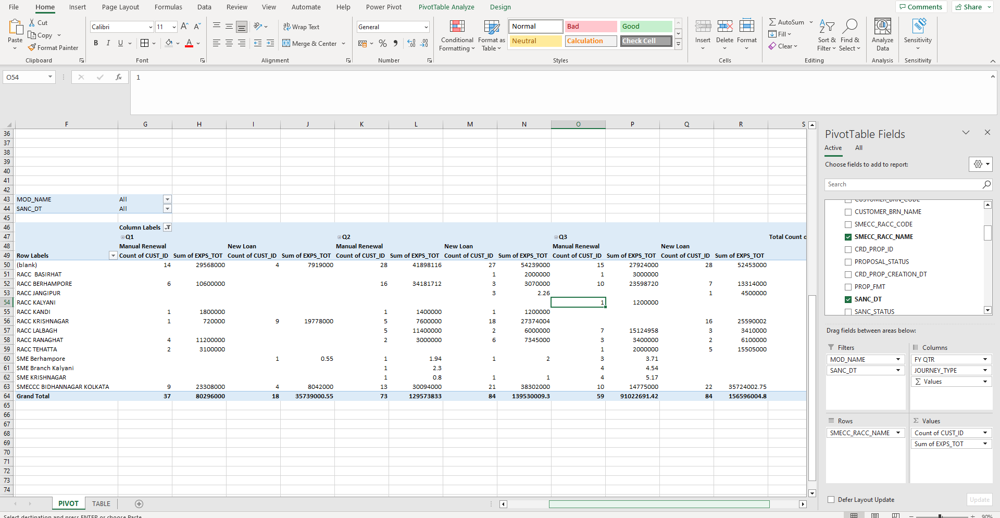 File Home Insert Page Layout Formulas Data Review View Automate Help Power Pivot PivotTable Analyze Design Comments Share
Paste Cut Copy Format Painter Clipboard
Calibri 11 A A B I U A Font
Wrap Text Merge & Center Alignment
General % Number
Conditional Formatting Format as Table Normal Bad Good Neutral Calculation Check Cell Styles
Insert Delete Format Cells
AutoSum Fill Clear Sort & Filter Find & Select Editing
Analyze Data Analysis Sensitivity Sensitivity
O54 fx 1
F G H I J K L M N O P Q R S
36
37
38
39
40
41
42
43 MOD_NAME All
44 SANC_DT All
45
46 Column Labels
47 Q1 Q2 Q3 Total Count o
48 Manual Renewal New Loan Manual Renewal New Loan Manual Renewal New Loan
49 Row Labels Count of CUST_ID Sum of EXPS_TOT Count of CUST_ID Sum of EXPS_TOT Count of CUST_ID Sum of EXPS_TOT Count of CUST_ID Sum of EXPS_TOT Count of CUST_ID Sum of EXPS_TOT Count of CUST_ID Sum of EXPS_TOT
50 (blank) 14 29568000 4 7919000 28 41898116 27 54239000 15 27924000 28 52453000
51 RACC  BASIRHAT 1 2000000 1 3000000
52 RACC BERHAMPORE 6 10600000 16 34181712 3 3070000 10 23598720 7 13314000
53 RACC JANGIPUR 3 2.26 1 4500000
54 RACC KALYANI 1 1200000
55 RACC KANDI 1 1800000 1 1400000 1 1200000
56 RACC KRISHNAGAR 1 720000 9 19778000 5 7600000 18 27374004 16 25590002
57 RACC LALBAGH 5 11400000 2 6000000 7 15124958 3 3410000
58 RACC RANAGHAT 4 11200000 2 3000000 6 7345000 3 3400000 2 6100000
59 RACC TEHATTA 2 3100000 1 2000000 5 15505000
60 SME Berhampore 1 0.55 1 1.94 1 2 3 3.71
61 SME Branch Kalyani 1 2.3 4 4.54
62 SME KRISHNAGAR 1 0.8 1 1 4 5.17
63 SMECCC BIDHANNAGAR KOLKATA 9 23308000 4 8042000 13 30094000 21 38302000 10 14775000 22 35724002.75
64 Grand Total 37 80296000 18 35739000.55 73 129573833 84 139530009.3 59 91022691.42 84 156596004.8
65
66
67
68
69
70
71
72
73
74
PIVOT TABLE
Select destination and press ENTER or choose Paste
90%
PivotTable Fields
Active All
Choose fields to add to report:
Search
CUSTOMER_BRN_CODE
CUSTOMER_BRN_NAME
SMECC_RACC_CODE
SMECC_RACC_NAME
CRD_PROP_ID
PROPOSAL_STATUS
CRD_PROP_CREATION_DT
PROP_FMT
SANC_DT
SANC_STATUS
Drag fields between areas below:
Filters Columns
MOD_NAME FY QTR
SANC_DT JOURNEY_TYPE
Σ Values
Rows Σ Values
SMECC_RACC_NAME Count of CUST_ID
Sum of EXPS_TOT
Defer Layout Update Update